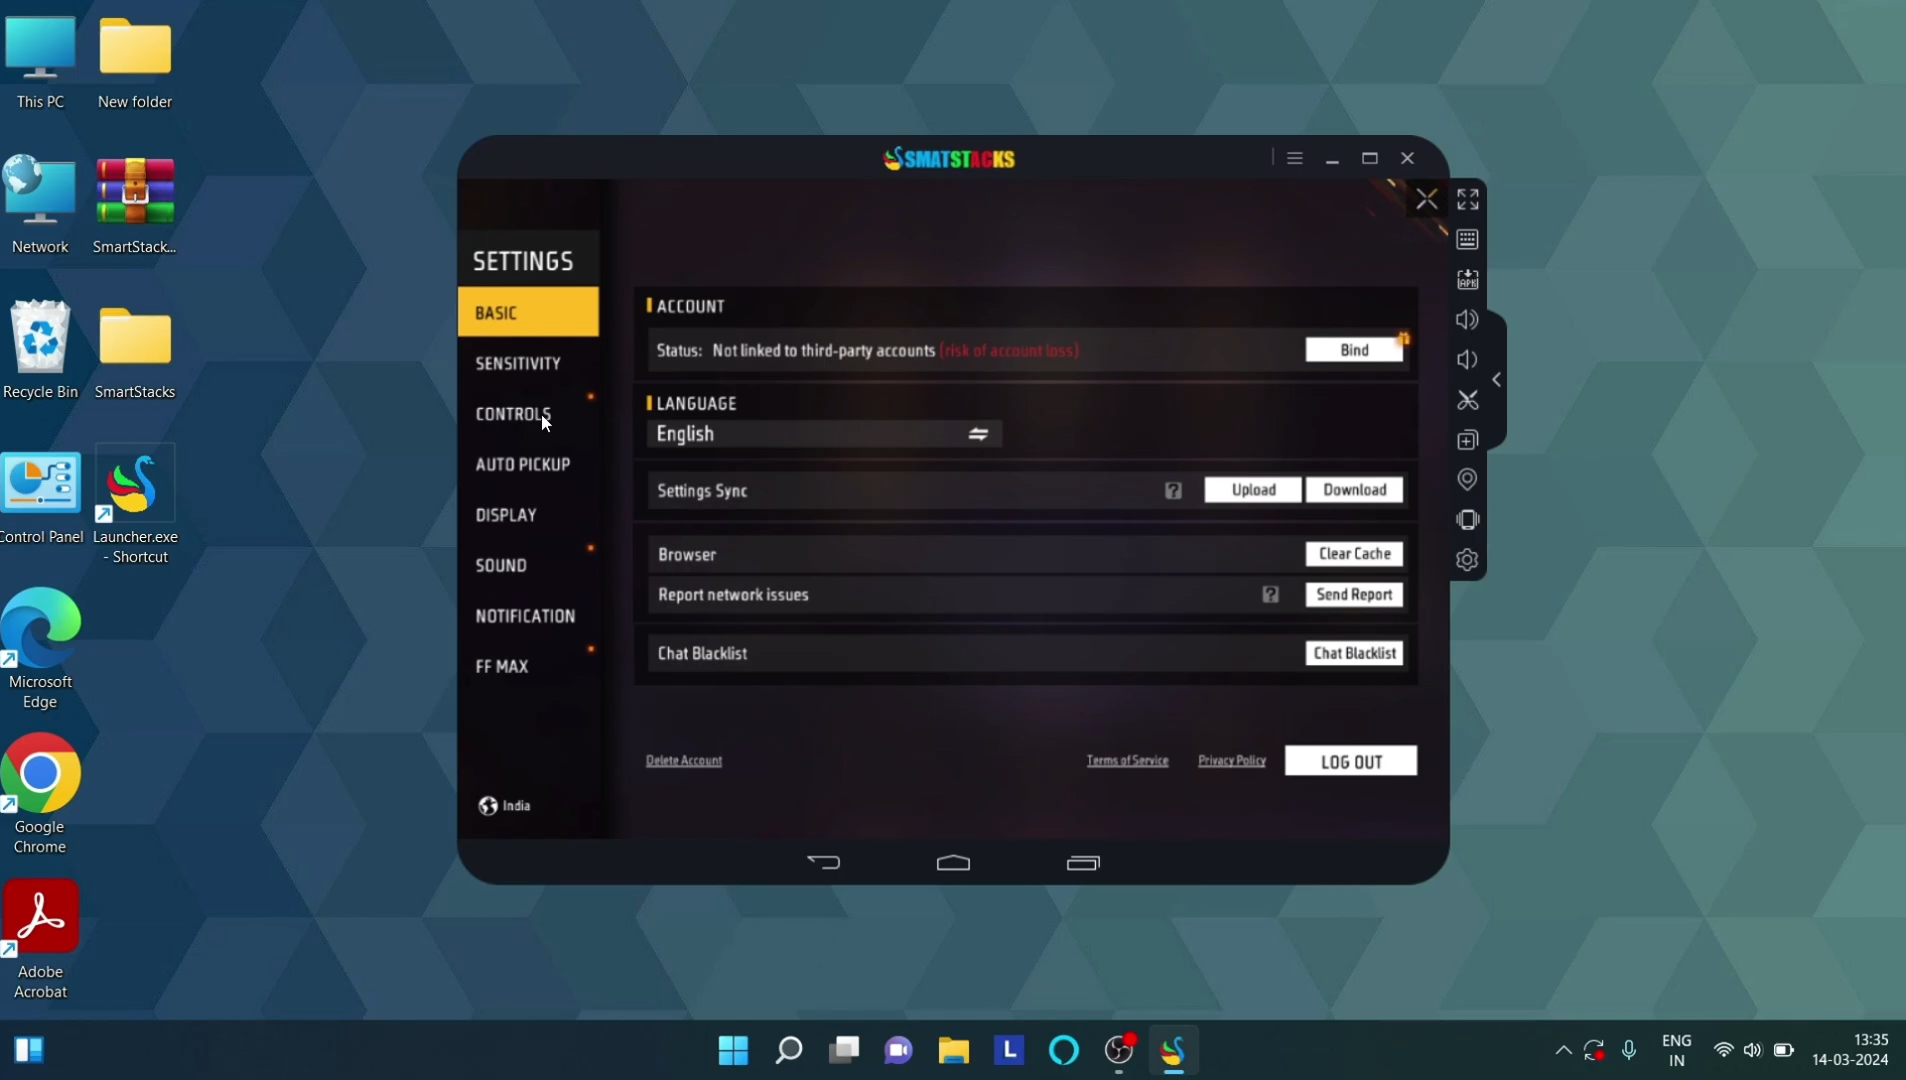 This PC
New folder
Network
SmartStack...
Recycle Bin
SmartStacks
Control Panel
Launcher.exe
- Shortcut
Microsoft
Edge
Google
Chrome
Adobe
Acrobat
SMATSTACKS
SETTINGS
BASIC
SENSITIVITY
CONTROLS
AUTO PICKUP
DISPLAY
SOUND
NOTIFICATION
FF MAX
India
ACCOUNT
Status: Not linked to third-party accounts (risk of account loss)
Bind
LANGUAGE
English
Settings Sync
?
Upload
Download
Browser
Clear Cache
Report network issues
?
Send Report
Chat Blacklist
Chat Blacklist
Delete Account
Terms of Service
Privacy Policy
LOG OUT
APK
L
ENG
IN
13:35
14-03-2024